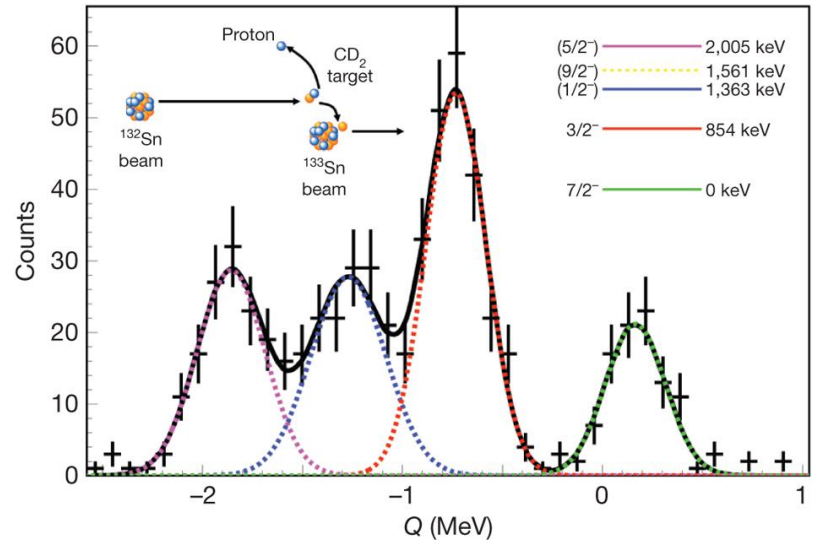 60
50
40
30
20
10
0
Counts
−2
−1
0
1
Q (MeV)
Proton
CD₂
target
¹³²Sn
beam
¹³³Sn
beam
(5/2⁻) 2,005 keV
(9/2⁻) 1,561 keV
(1/2⁻) 1,363 keV
3/2⁻ 854 keV
7/2⁻ 0 keV